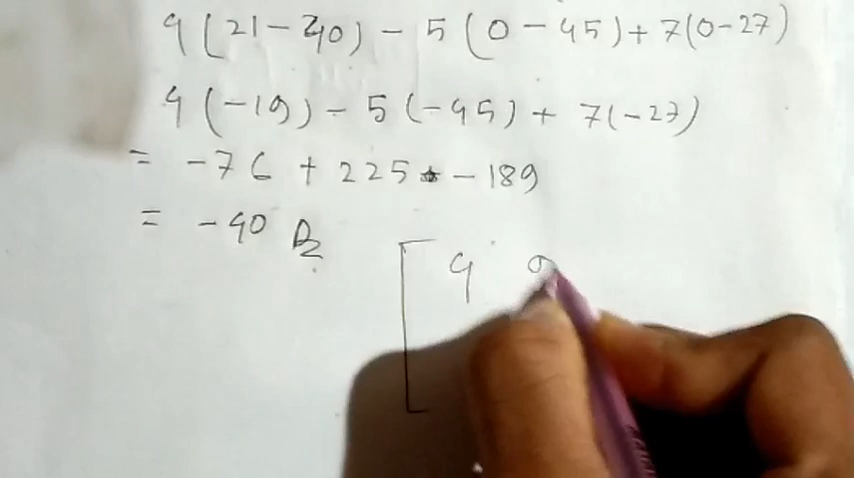 4(21-40) - 5(0-45)+7(0-27)
4(-19) - 5(-45) + 7(-27)
= -76 + 225 - 189
= -40
4